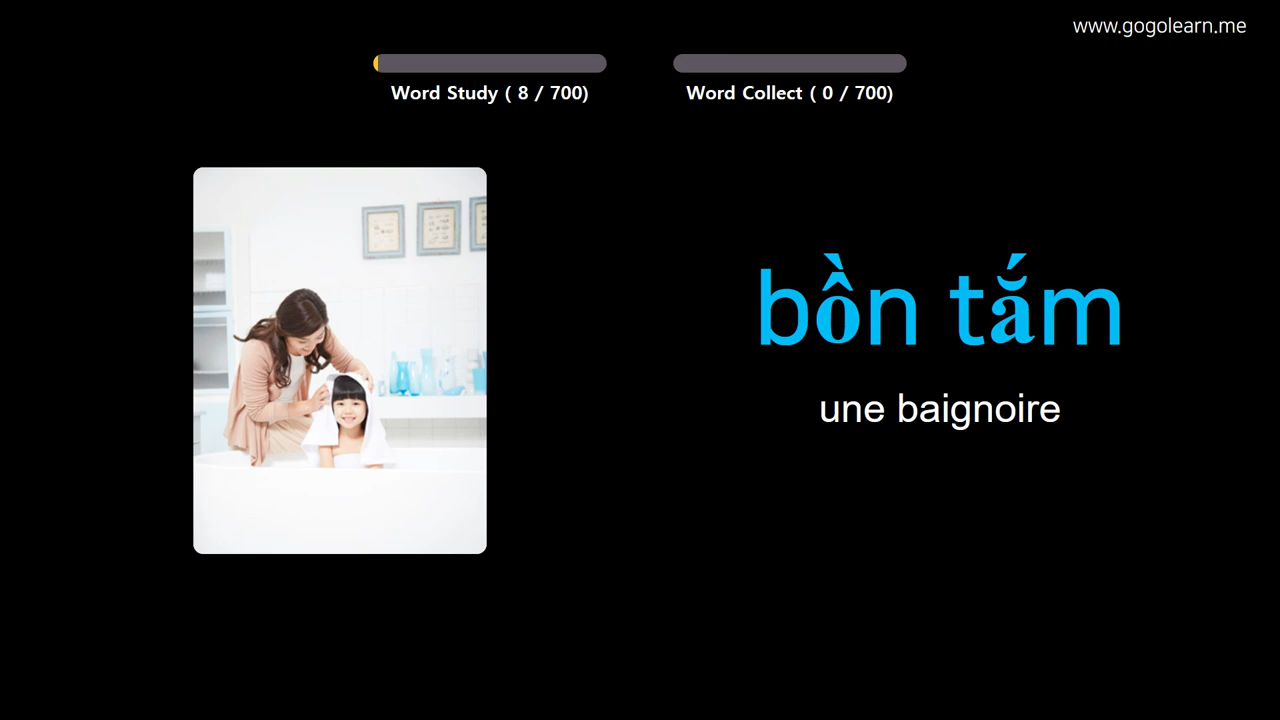 www.gogolearn.me
Word Study ( 8 / 700)
Word Collect ( 0 / 700)
bồn tắm
une baignoire